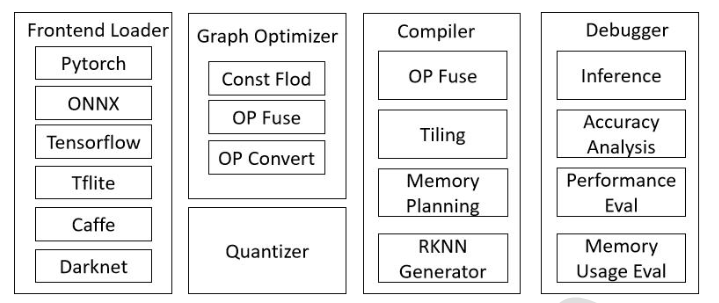 Frontend Loader
Pytorch
ONNX
Tensorflow
Tflite
Caffe
Darknet
Graph Optimizer
Const Flod
OP Fuse
OP Convert
Quantizer
Compiler
OP Fuse
Tiling
Memory
Planning
RKNN
Generator
Debugger
Inference
Accuracy
Analysis
Performance
Eval
Memory
Usage Eval